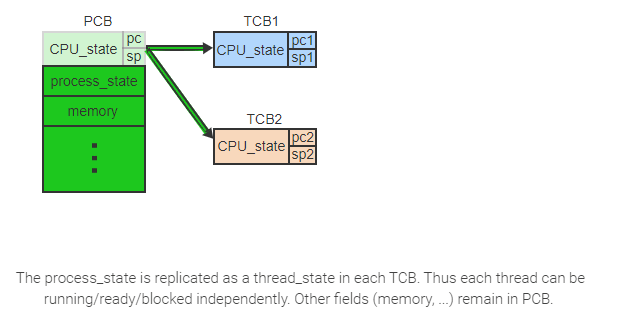 PCB
TCB1
CPU_state pc
sp
CPU_state pc1
sp1
process_state
memory
TCB2
CPU_state pc2
sp2
The process_state is replicated as a thread_state in each TCB. Thus each thread can be
running/ready/blocked independently. Other fields (memory, ...) remain in PCB.